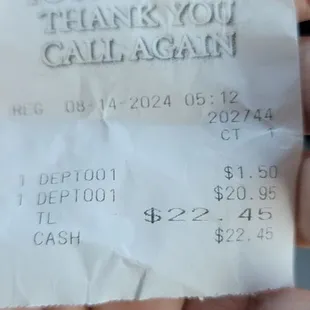 THANK YOU
CALL AGAIN
REG 08-14-2024 05:12
202744
CT 1
1 DEPT001 $1.50
1 DEPT001 $20.95
TL $22.45
CASH $22.45